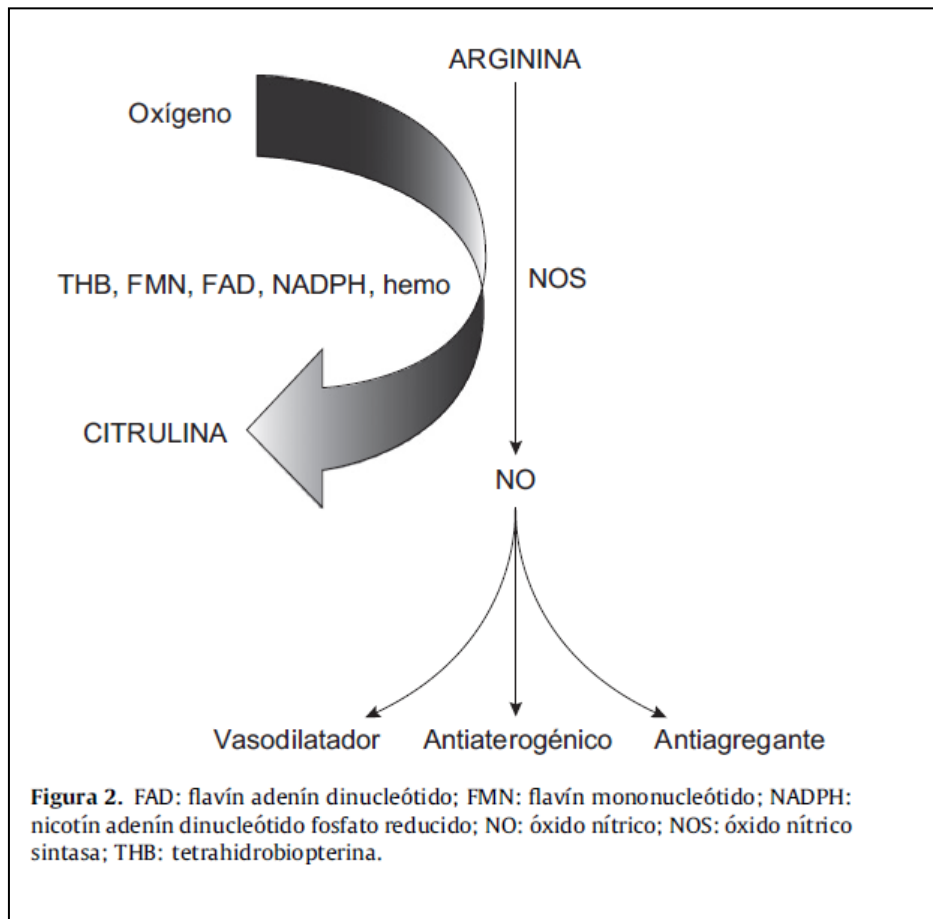 ARGININA
Oxígeno
THB, FMN, FAD, NADPH, hemo
NOS
CITRULINA
NO
Vasodilatador
Antiaterogénico
Antiagregante
Figura 2. FAD: flavín adenín dinucleótido; FMN: flavín mononucleótido; NADPH:
nicotín adenín dinucleótido fosfato reducido; NO: óxido nítrico; NOS: óxido nítrico
sintasa; THB: tetrahidrobiopterina.